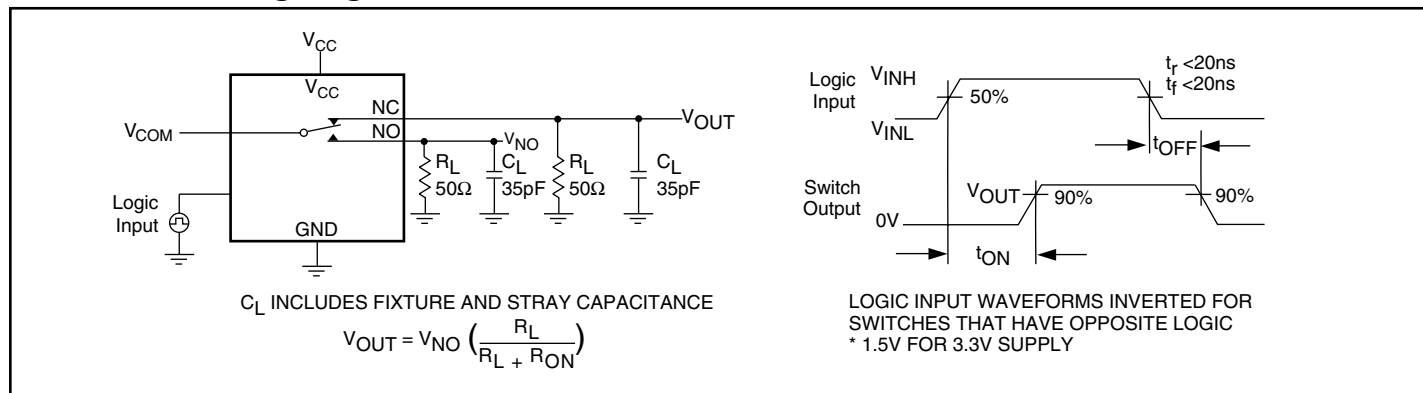 VCC
VCC
NC
VCOM
VOUT
NO
VNO
RL
50Ω
CL
35pF
RL
50Ω
CL
35pF
Logic
Input
GND
CL INCLUDES FIXTURE AND STRAY CAPACITANCE
VOUT = VNO (RL / RL + RON)
Logic
Input
VINH
VINL
50%
tr <20ns
tf <20ns
tOFF
Switch
Output
VOUT
0V
90%
90%
tON
LOGIC INPUT WAVEFORMS INVERTED FOR
SWITCHES THAT HAVE OPPOSITE LOGIC
* 1.5V FOR 3.3V SUPPLY